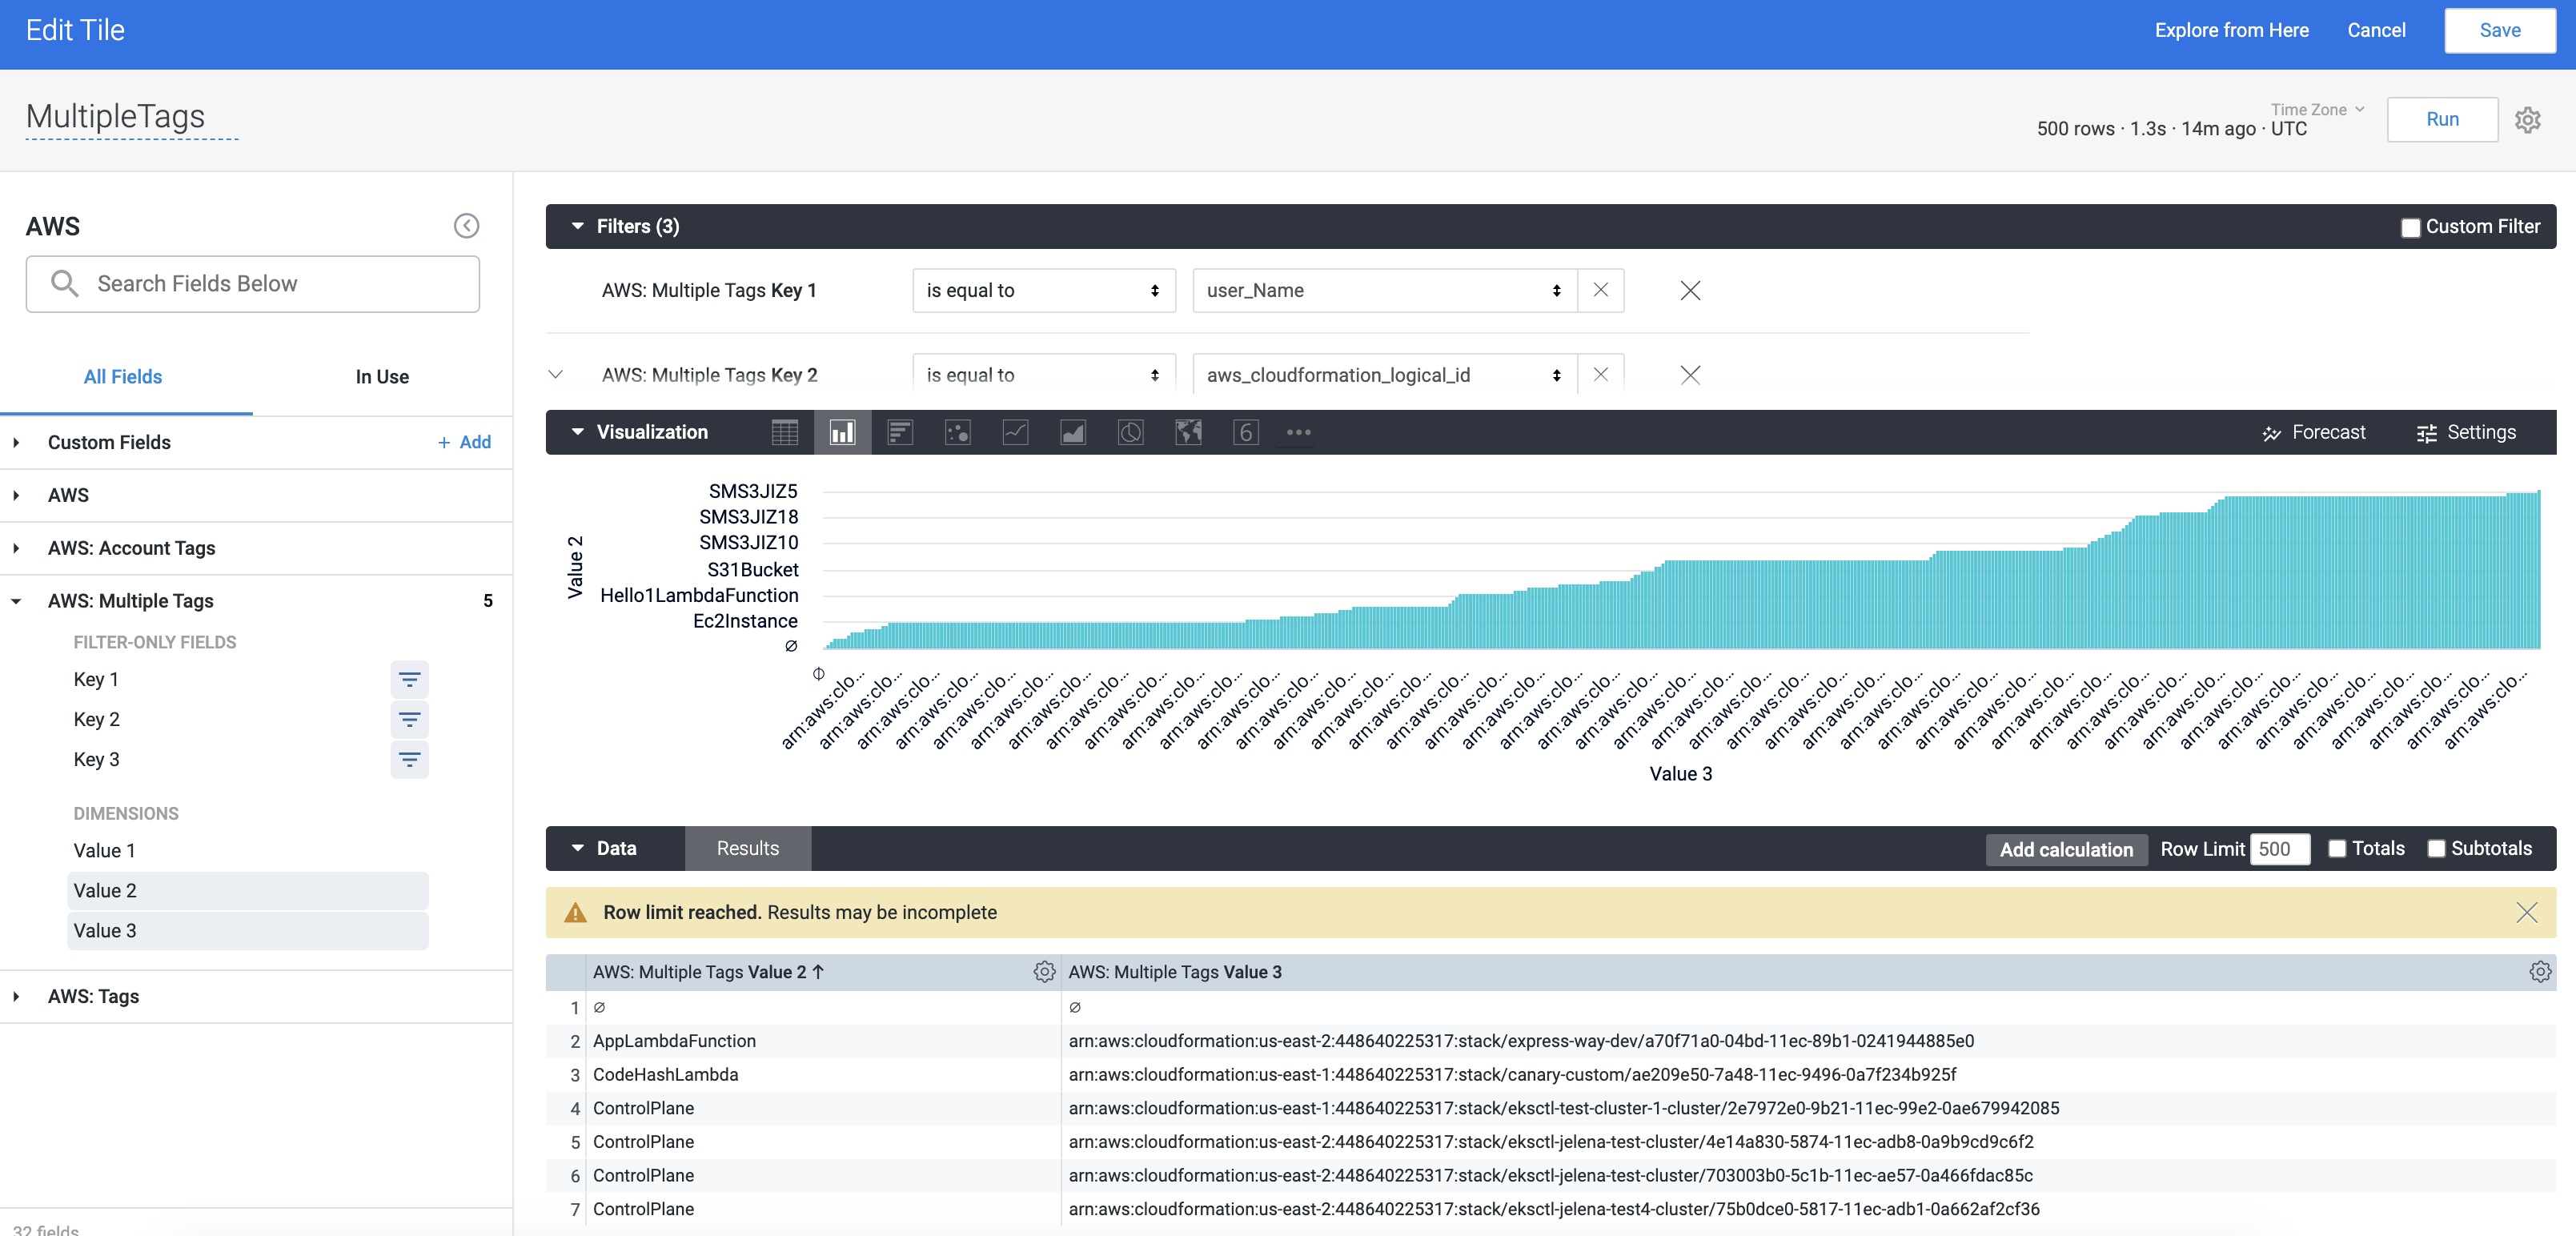 Edit Tile
Explore from Here Cancel Save
MultipleTags
Time Zone
500 rows · 1.3s · 14m ago · UTC
Run
AWS
Search Fields Below
All Fields In Use
Custom Fields + Add
AWS
AWS: Account Tags
AWS: Multiple Tags 5
FILTER-ONLY FIELDS
Key 1
Key 2
Key 3
DIMENSIONS
Value 1
Value 2
Value 3
AWS: Tags
32 fields
Filters (3) Custom Filter
AWS: Multiple Tags Key 1 is equal to user_Name
AWS: Multiple Tags Key 2 is equal to aws_cloudformation_logical_id
Visualization 6 Forecast Settings
Value 2
SMS3JIZ5
SMS3JIZ18
SMS3JIZ10
S31Bucket
Hello1LambdaFunction
Ec2Instance
∅
∅ arn:aws:clo... arn:aws:clo... arn:aws:clo... arn:aws:clo... arn:aws:clo... arn:aws:clo... arn:aws:clo... arn:aws:clo... arn:aws:clo... arn:aws:clo... arn:aws:clo... arn:aws:clo... arn:aws:clo... arn:aws:clo... arn:aws:clo... arn:aws:clo... arn:aws:clo... arn:aws:clo... arn:aws:clo... arn:aws:clo... arn:aws:clo... arn:aws:clo... arn:aws:clo... arn:aws:clo... arn:aws:clo... arn:aws:clo... arn:aws:clo... arn:aws:clo... arn:aws:clo... arn:aws:clo... arn:aws:clo... arn:aws:clo... arn:aws:clo... arn:aws:clo... arn:aws:clo... arn:aws:clo... arn:aws:clo... arn:aws:clo... arn:aws:clo... arn:aws:clo... arn:aws:clo... arn:aws:clo... arn:aws:clo... arn:aws:clo... arn:aws:clo...
Value 3
Data Results Add calculation Row Limit 500 Totals Subtotals
Row limit reached. Results may be incomplete
AWS: Multiple Tags Value 2 ↑ AWS: Multiple Tags Value 3
1 ∅ ∅
2 AppLambdaFunction arn:aws:cloudformation:us-east-2:448640225317:stack/express-way-dev/a70f71a0-04bd-11ec-89b1-0241944885e0
3 CodeHashLambda arn:aws:cloudformation:us-east-1:448640225317:stack/canary-custom/ae209e50-7a48-11ec-9496-0a7f234b925f
4 ControlPlane arn:aws:cloudformation:us-east-1:448640225317:stack/eksctl-test-cluster-1-cluster/2e7972e0-9b21-11ec-99e2-0ae679942085
5 ControlPlane arn:aws:cloudformation:us-east-2:448640225317:stack/eksctl-jelena-test-cluster/4e14a830-5874-11ec-adb8-0a9b9cd9c6f2
6 ControlPlane arn:aws:cloudformation:us-east-2:448640225317:stack/eksctl-jelena-test-cluster/703003b0-5c1b-11ec-ae57-0a466fdac85c
7 ControlPlane arn:aws:cloudformation:us-east-2:448640225317:stack/eksctl-jelena-test4-cluster/75b0dce0-5817-11ec-adb1-0a662af2cf36